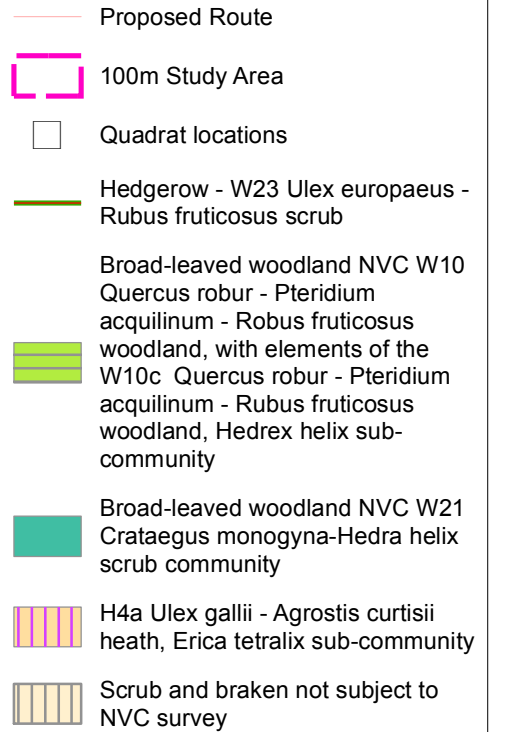 Proposed Route
100m Study Area
Quadrat locations
Hedgerow - W23 Ulex europaeus -
Rubus fruticosus scrub
Broad-leaved woodland NVC W10
Quercus robur - Pteridium
acquilinum - Robus fruticosus
woodland, with elements of the
W10c  Quercus robur - Pteridium
acquilinum - Rubus fruticosus
woodland, Hedrex helix sub-
community
Broad-leaved woodland NVC W21
Crataegus monogyna-Hedra helix
scrub community
H4a Ulex gallii - Agrostis curtisii
heath, Erica tetralix sub-community
Scrub and braken not subject to
NVC survey